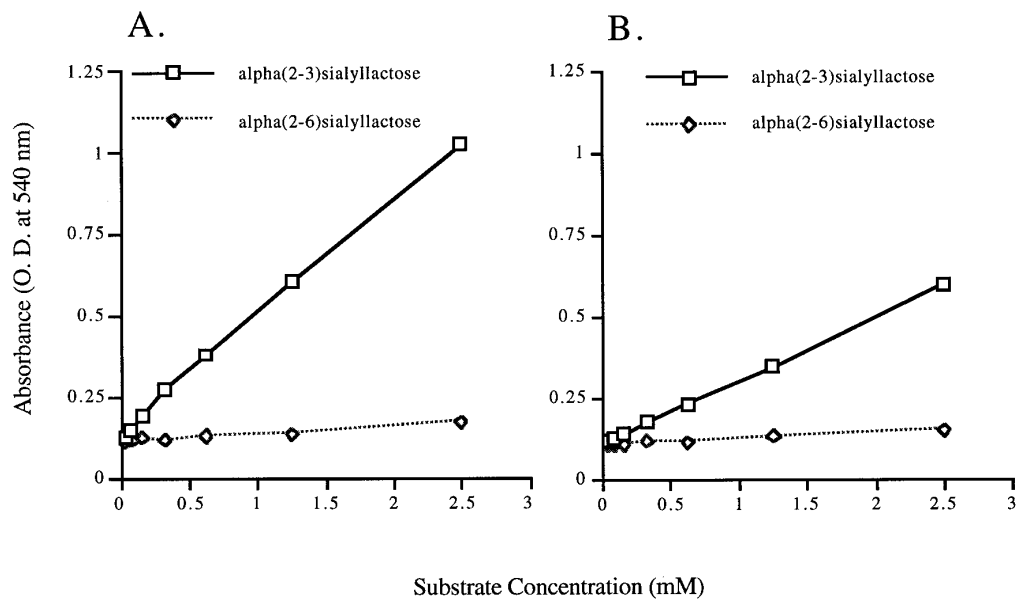 A.
alpha(2-3)sialyllactose
alpha(2-6)sialyllactose
1.25
1
0.75
0.5
0.25
0
0 0.5 1 1.5 2 2.5 3
Absorbance (O. D. at 540 nm)
B.
alpha(2-3)sialyllactose
alpha(2-6)sialyllactose
1.25
1
0.75
0.5
0.25
0
0 0.5 1 1.5 2 2.5 3
Substrate Concentration (mM)